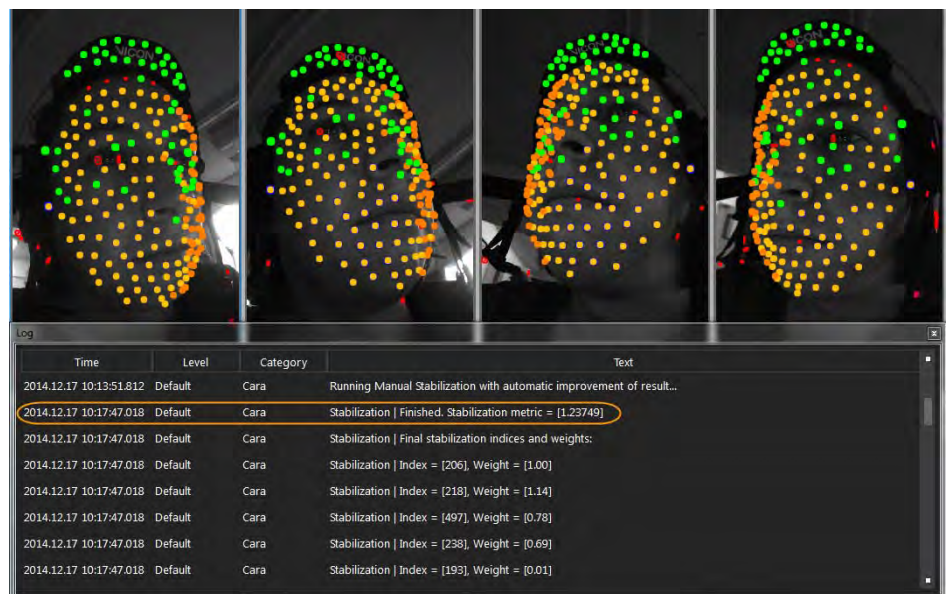 VICON
VICON
VICON
VICON
Log
Time Level Category Text
2014.12.17 10:13:51.812 Default Cara Running Manual Stabilization with automatic improvement of result...
2014.12.17 10:17:47.018 Default Cara Stabilization | Finished. Stabilization metric = [1.23749]
2014.12.17 10:17:47.018 Default Cara Stabilization | Final stabilization indices and weights:
2014.12.17 10:17:47.018 Default Cara Stabilization | Index = [206], Weight = [1.00]
2014.12.17 10:17:47.018 Default Cara Stabilization | Index = [218], Weight = [1.14]
2014.12.17 10:17:47.018 Default Cara Stabilization | Index = [497], Weight = [0.78]
2014.12.17 10:17:47.018 Default Cara Stabilization | Index = [238], Weight = [0.69]
2014.12.17 10:17:47.018 Default Cara Stabilization | Index = [193], Weight = [0.01]